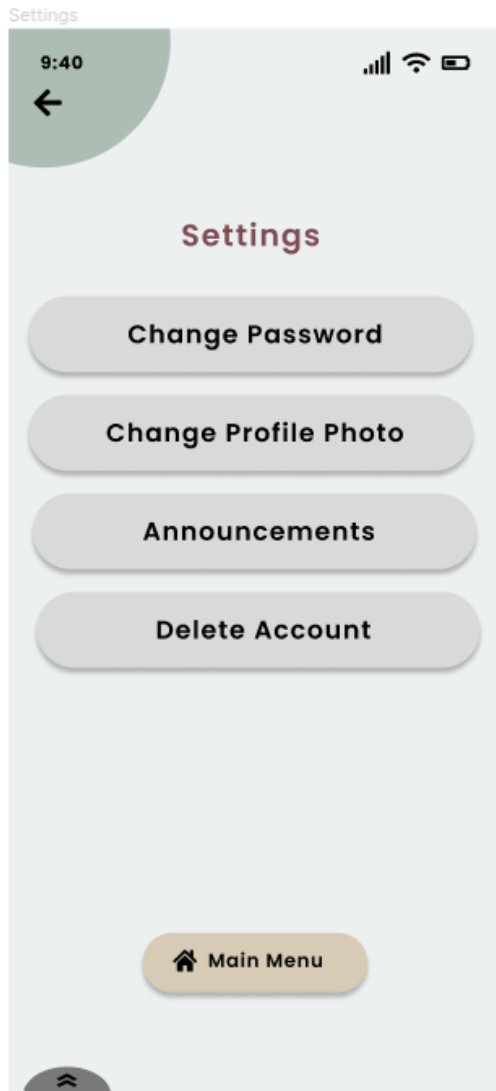 Settings
9:40
Settings
Change Password
Change Profile Photo
Announcements
Delete Account
Main Menu